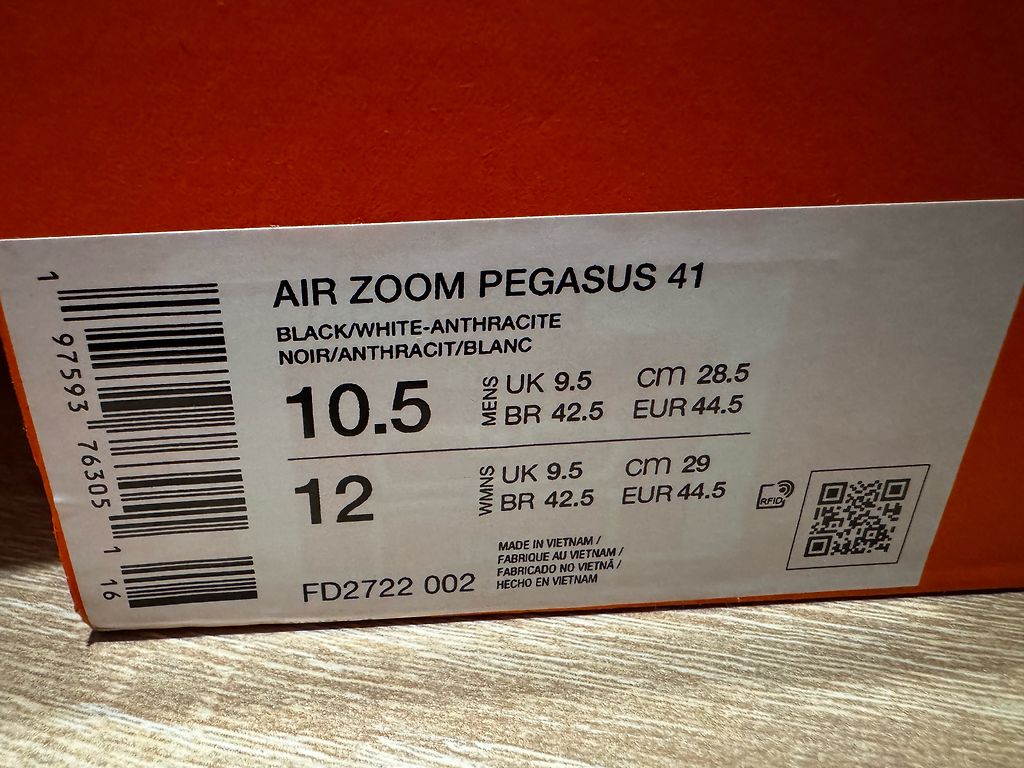 AIR ZOOM PEGASUS 41
BLACK/WHITE-ANTHRACITE
NOIR/ANTHRACIT/BLANC
10.5
MENS
UK 9.5 cm 28.5
BR 42.5 EUR 44.5
12
WMNS
UK 9.5 cm 29
BR 42.5 EUR 44.5
RFID
FD2722 002
MADE IN VIETNAM /
FABRIQUE AU VIETNAM /
FABRICADO NO VIETNÃ /
HECHO EN VIETNAM
1 97593 76305 1 16